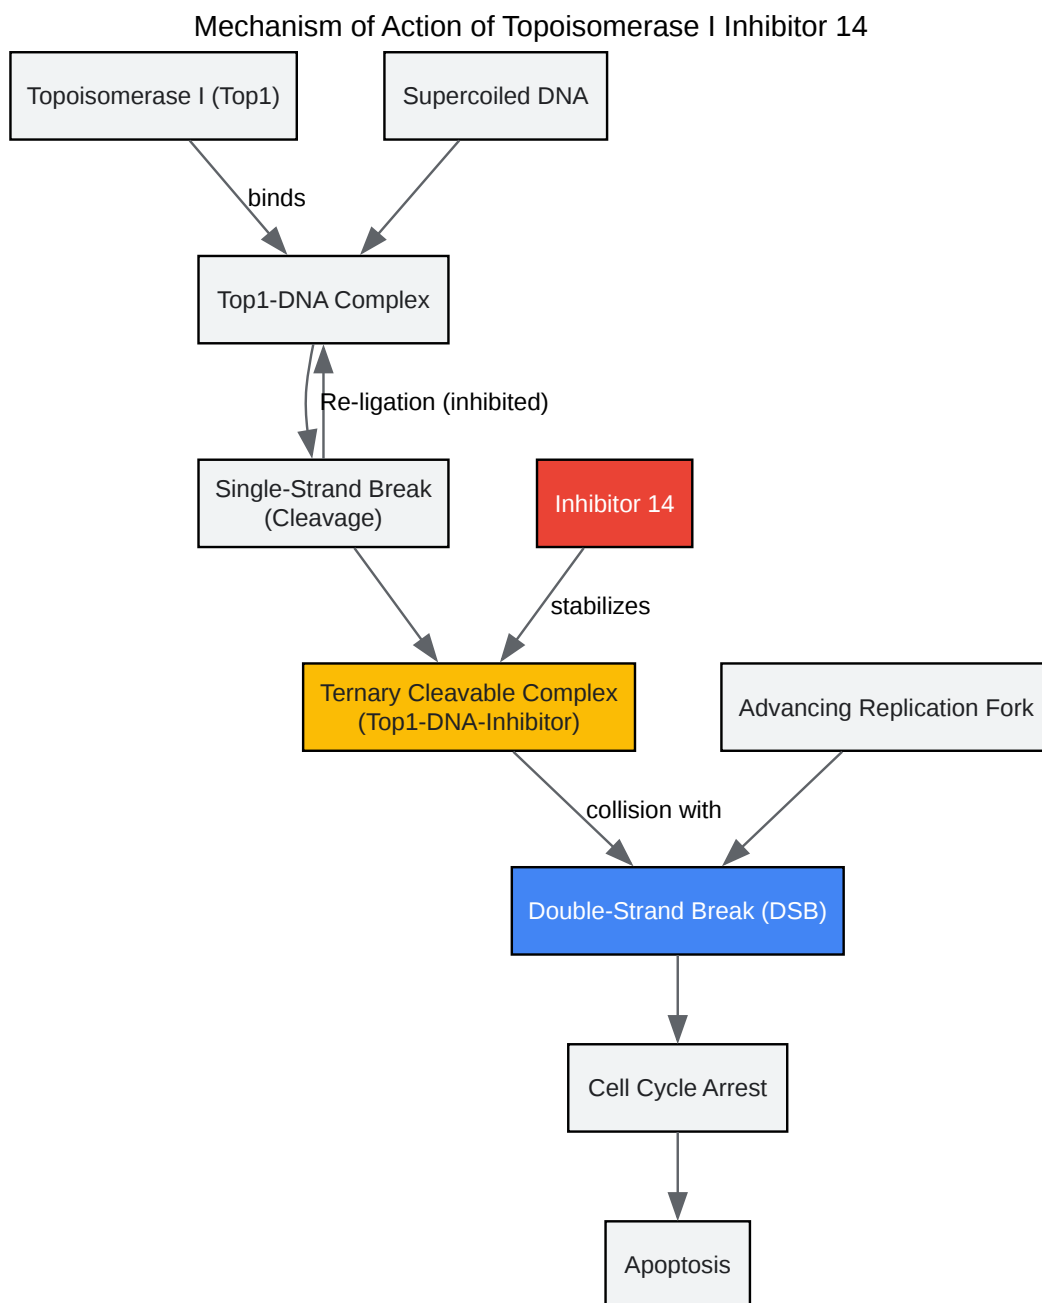 Mechanism of Action of Topoisomerase I Inhibitor 14
Topoisomerase I (Top1)
Supercoiled DNA
binds
Top1-DNA Complex
Re-ligation (inhibited)
Single-Strand Break
(Cleavage)
Inhibitor 14
stabilizes
Ternary Cleavable Complex
(Top1-DNA-Inhibitor)
Advancing Replication Fork
collision with
Double-Strand Break (DSB)
Cell Cycle Arrest
Apoptosis